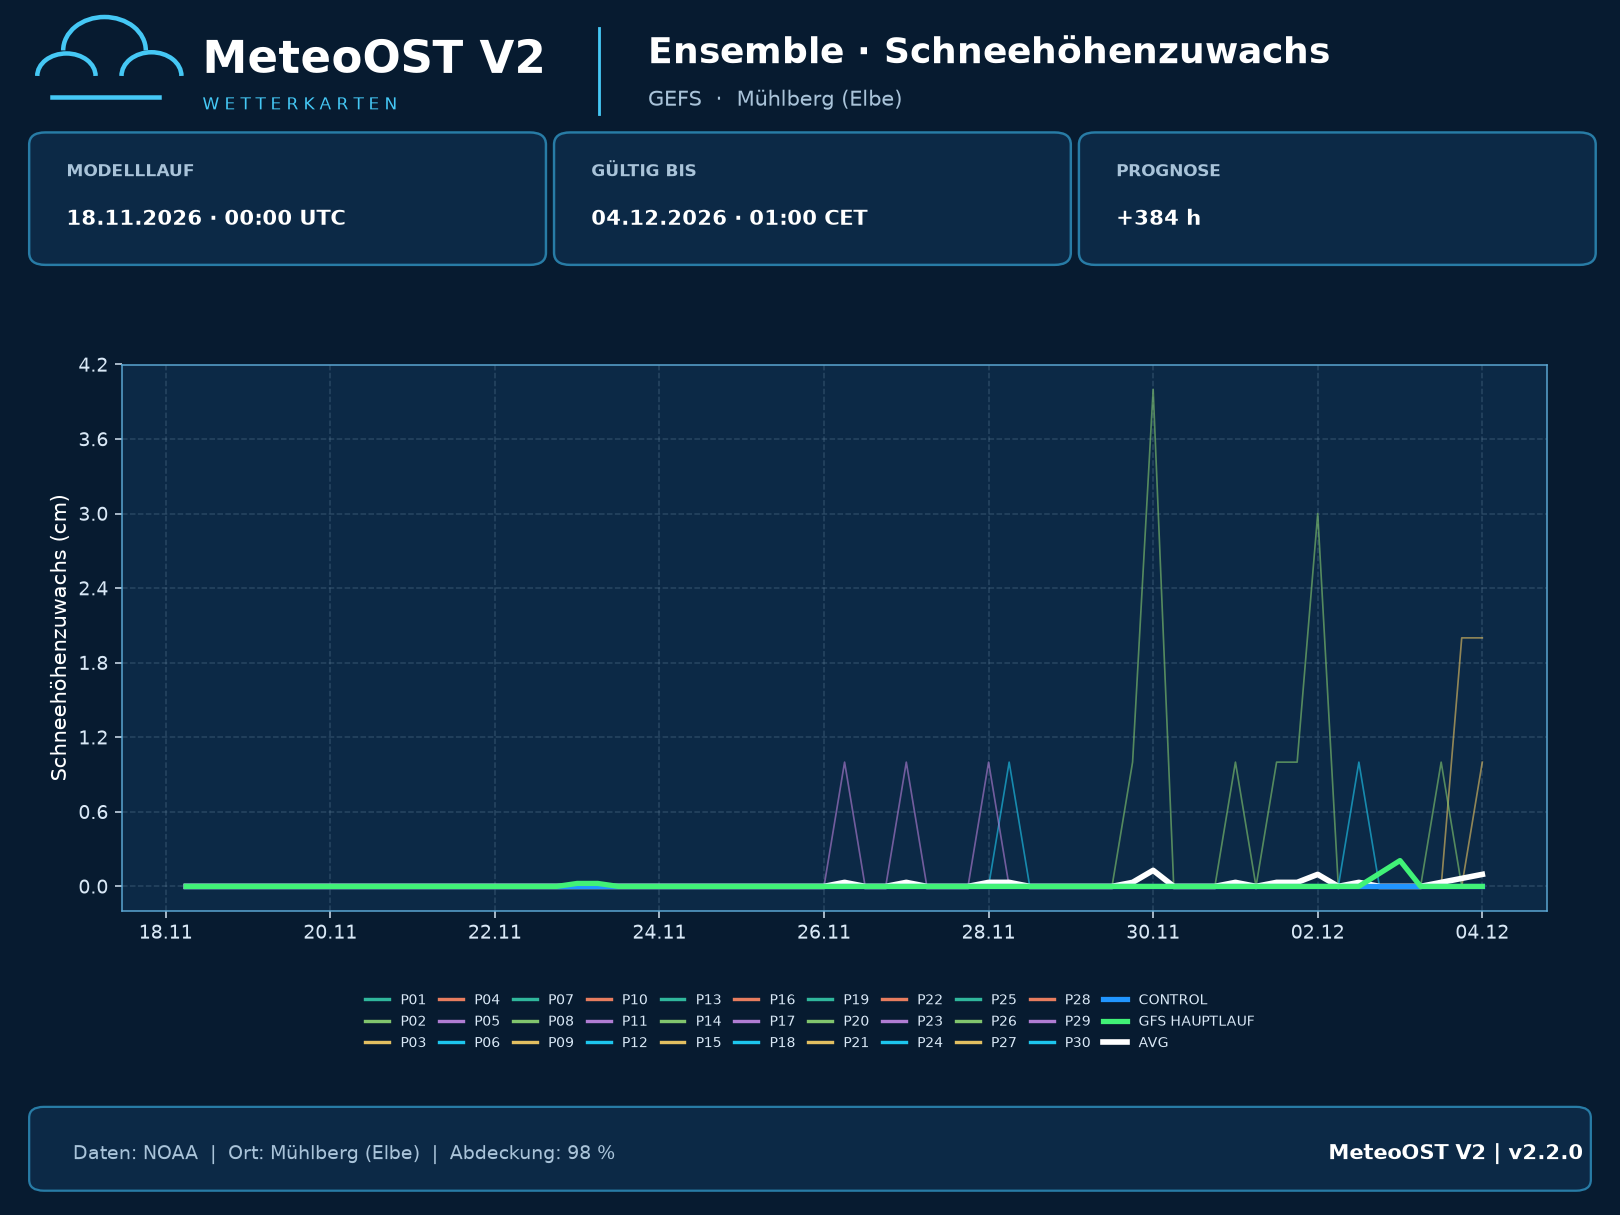 MeteoOST V2
WETTERKARTEN
Ensemble · Schneehöhenzuwachs
GEFS · Mühlberg (Elbe)
MODELLLAUF
18.11.2026 · 00:00 UTC
GÜLTIG BIS
04.12.2026 · 01:00 CET
PROGNOSE
+384 h
Schneehöhenzuwachs (cm)
4.2
3.6
3.0
2.4
1.8
1.2
0.6
0.0
18.11 20.11 22.11 24.11 26.11 28.11 30.11 02.12 04.12
P01 P04 P07 P10 P13 P16 P19 P22 P25 P28 CONTROL
P02 P05 P08 P11 P14 P17 P20 P23 P26 P29 GFS HAUPTLAUF
P03 P06 P09 P12 P15 P18 P21 P24 P27 P30 AVG
Daten: NOAA | Ort: Mühlberg (Elbe) | Abdeckung: 98 %
MeteoOST V2 | v2.2.0